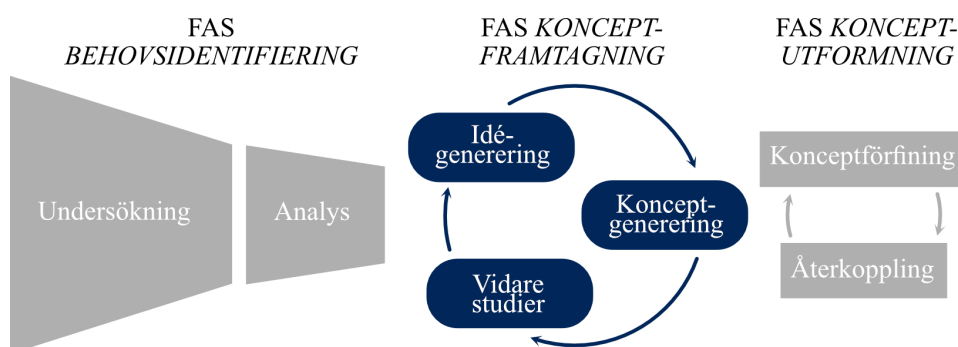 FAS
BEHOVSIDENTIFIERING
Undersökning
Analys
FAS KONCEPT-
FRAMTAGNING
Idé-
generering
Koncept-
generering
Vidare
studier
FAS KONCEPT-
UTFORMNING
Konceptförfining
Återkoppling